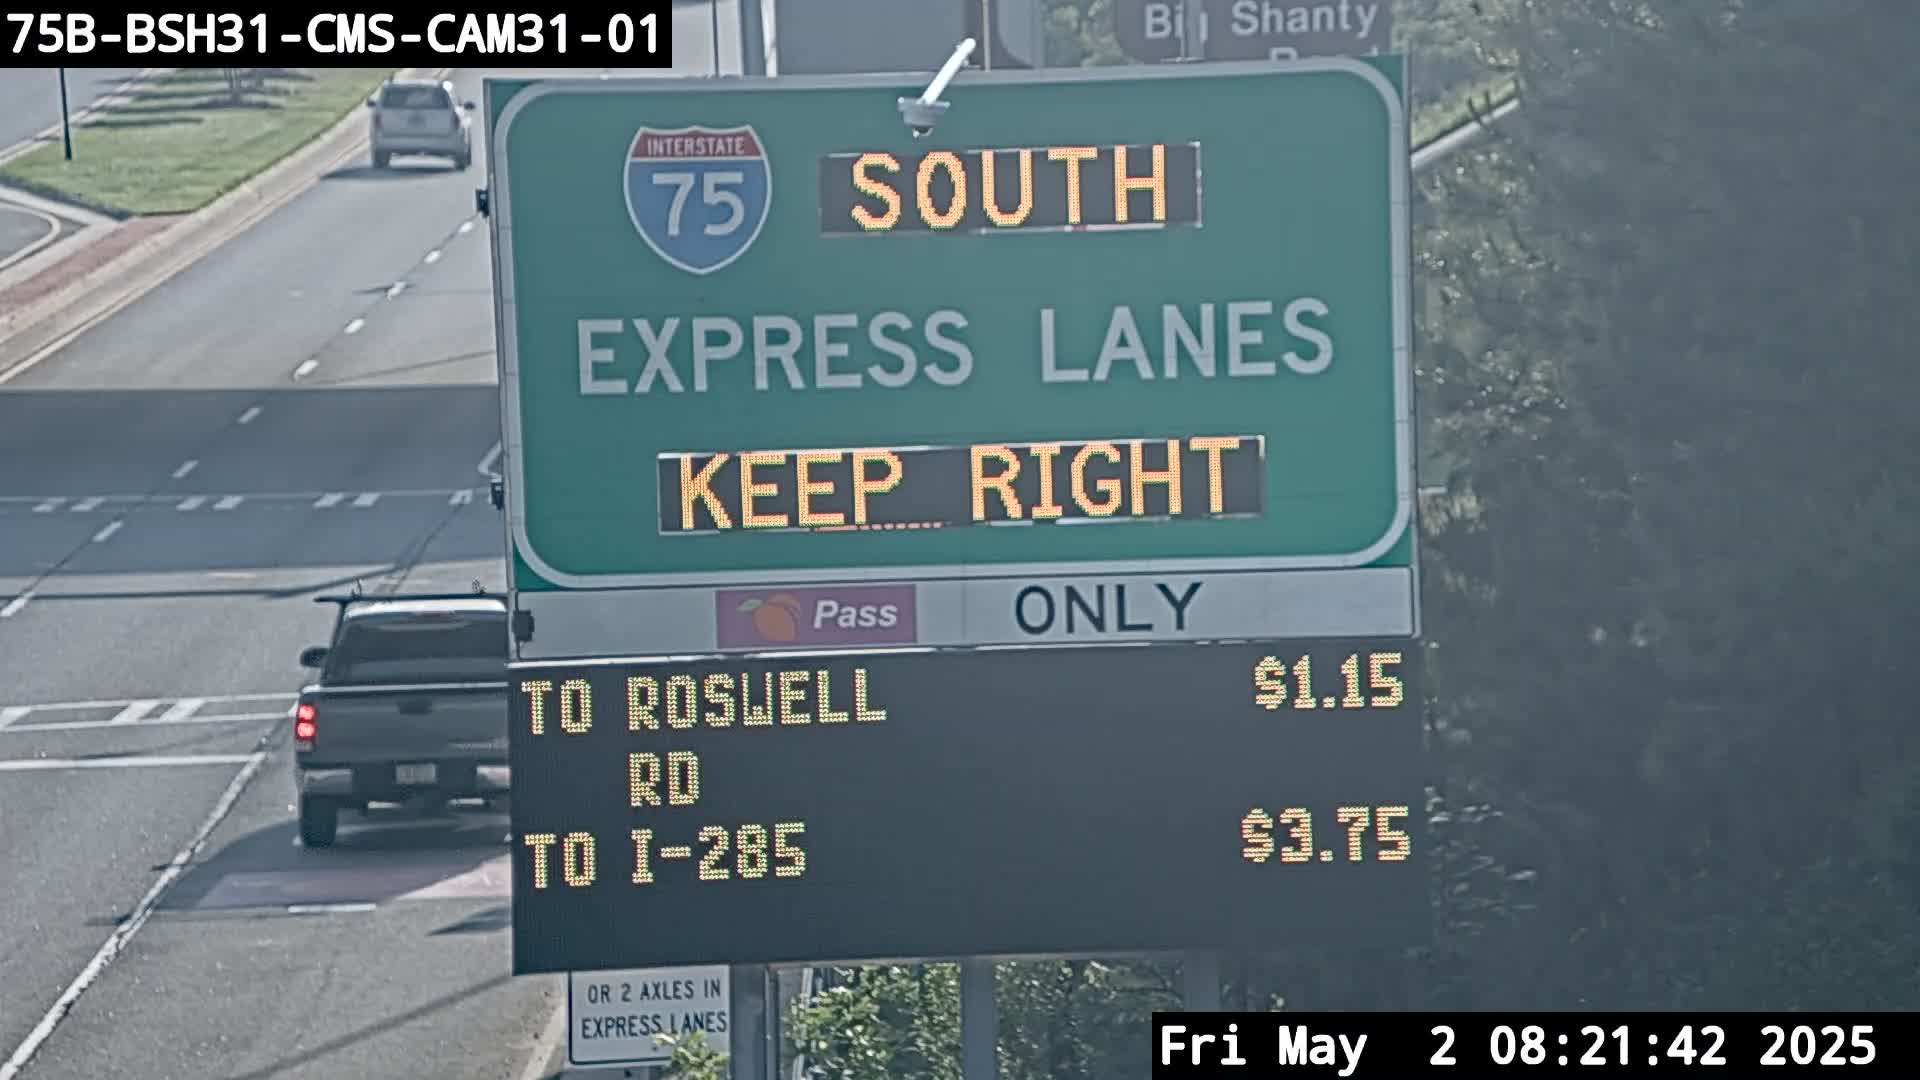 75B-BSH31-CMS-CAM31-01
Big Shanty
INTERSTATE
75
SOUTH
EXPRESS LANES
KEEP RIGHT
Pass ONLY
TO ROSWELL $1.15
RD
TO I-285 $3.75
OR 2 AXLES IN
EXPRESS LANES
Fri May 2 08:21:42 2025